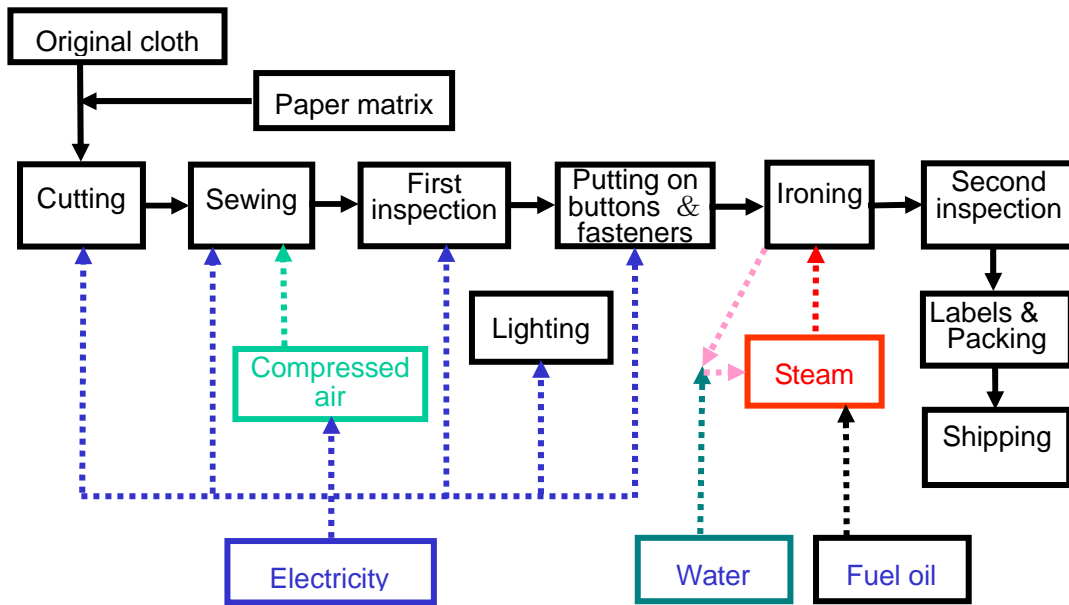 Original cloth
Paper matrix
Cutting
Sewing
First
inspection
Putting on
buttons &
fasteners
Ironing
Second
inspection
Lighting
Labels &
Packing
Compressed
air
Steam
Shipping
Electricity
Water
Fuel oil